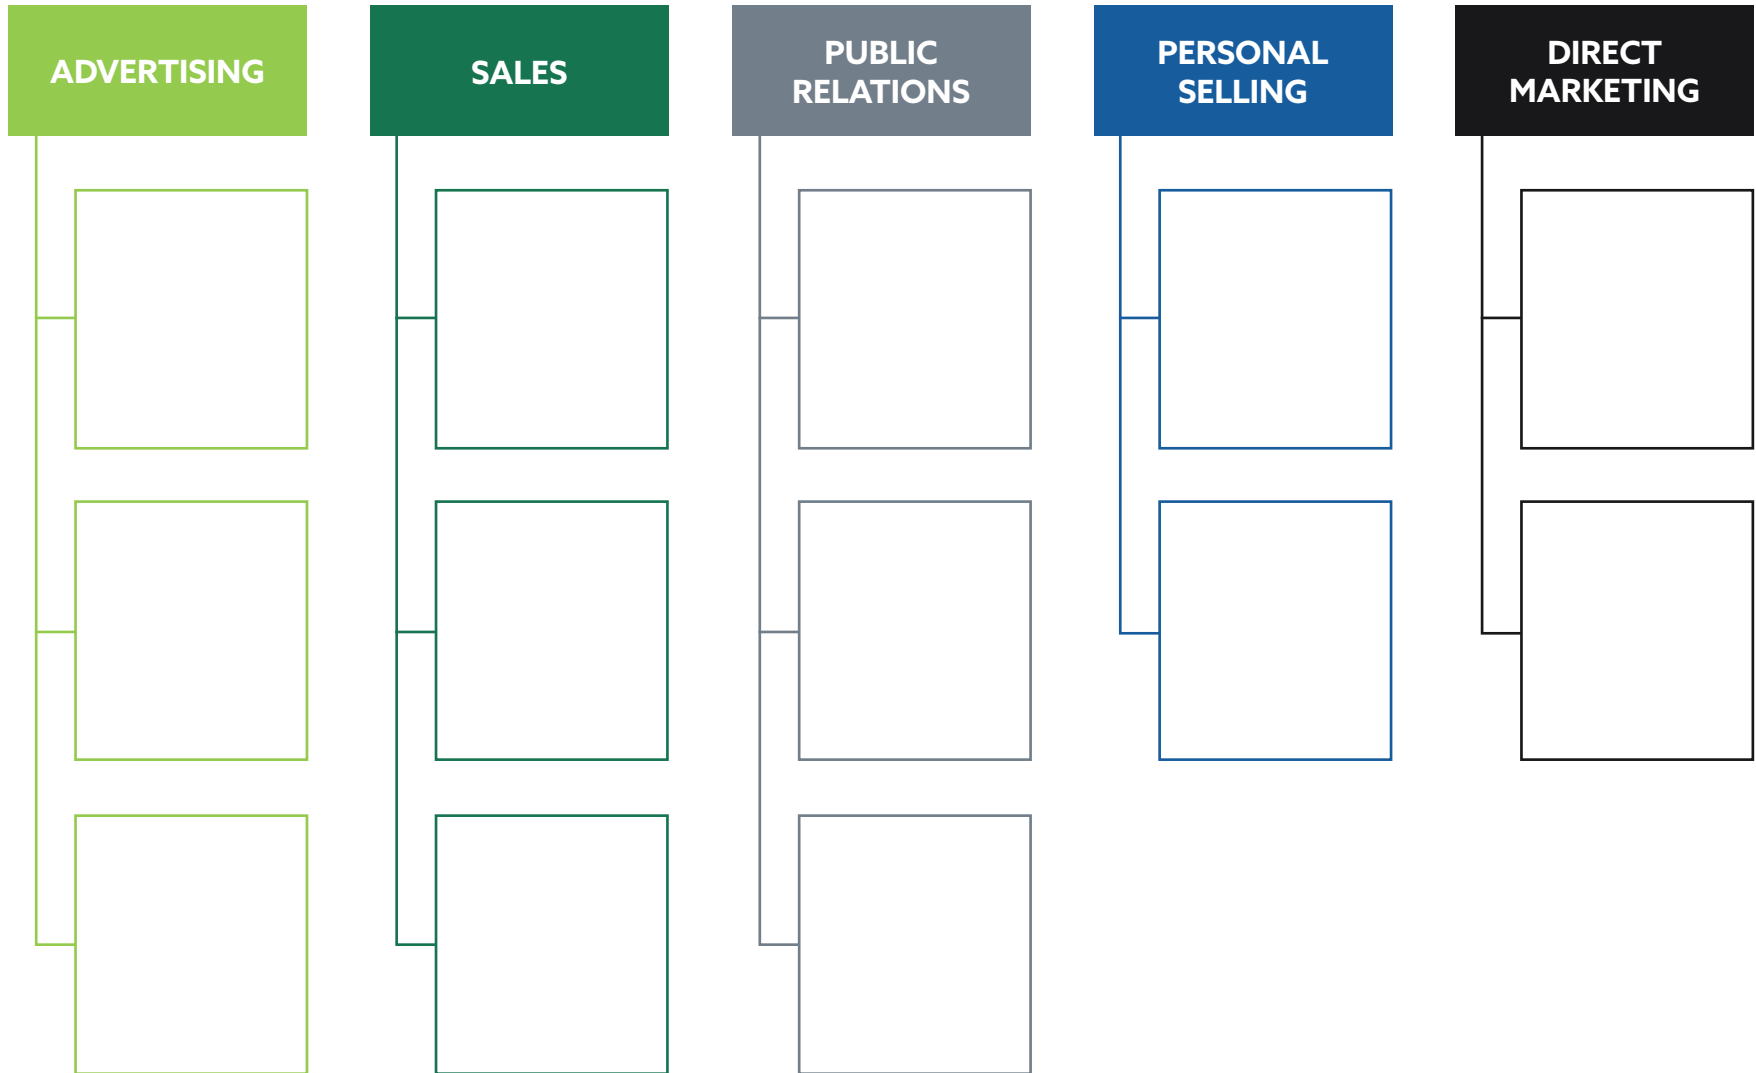 ADVERTISING
SALES
PUBLIC
RELATIONS
PERSONAL
SELLING
DIRECT
MARKETING